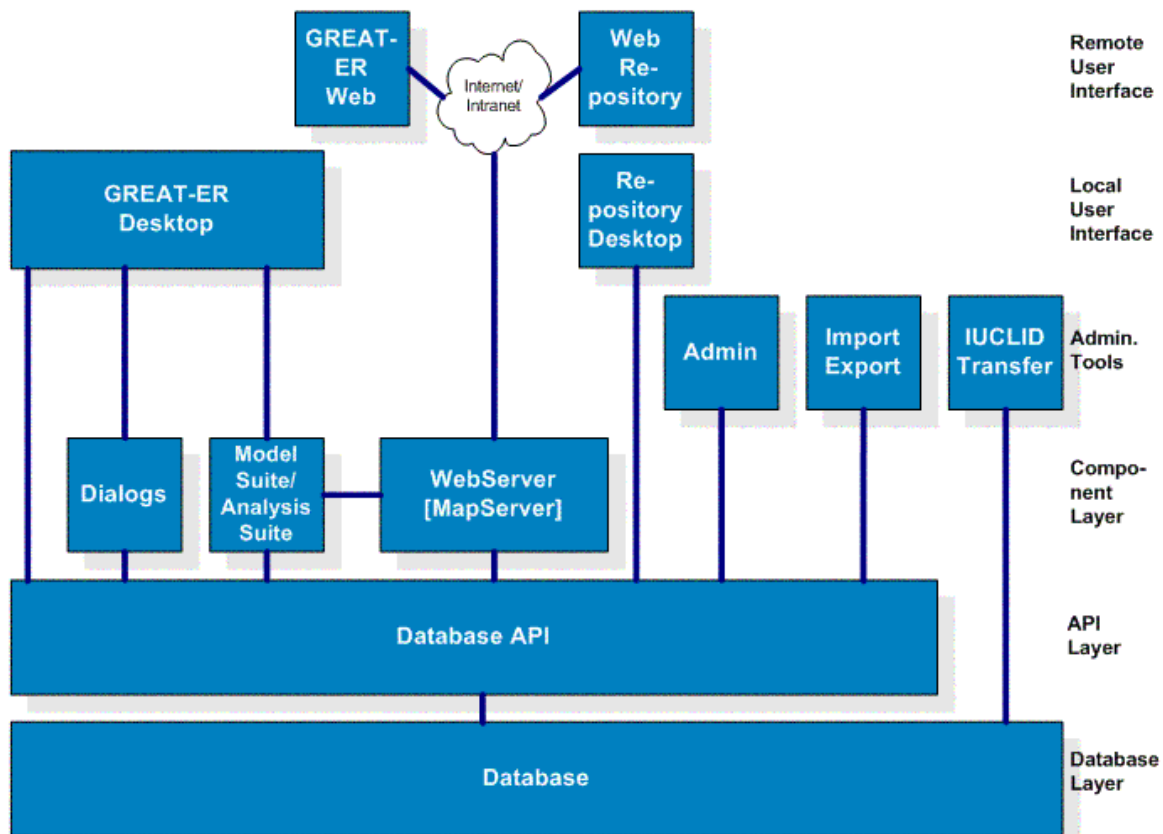 GREAT-
ER
Web
Internet/
Intranet
Web
Re-
pository
Remote
User
Interface
GREAT-ER
Desktop
Re-
pository
Desktop
Local
User
Interface
Admin
Import
Export
IUCLID
Transfer
Admin.
Tools
Dialogs
Model
Suite/
Analysis
Suite
WebServer
[MapServer]
Compo-
nent
Layer
Database API
API
Layer
Database
Database
Layer